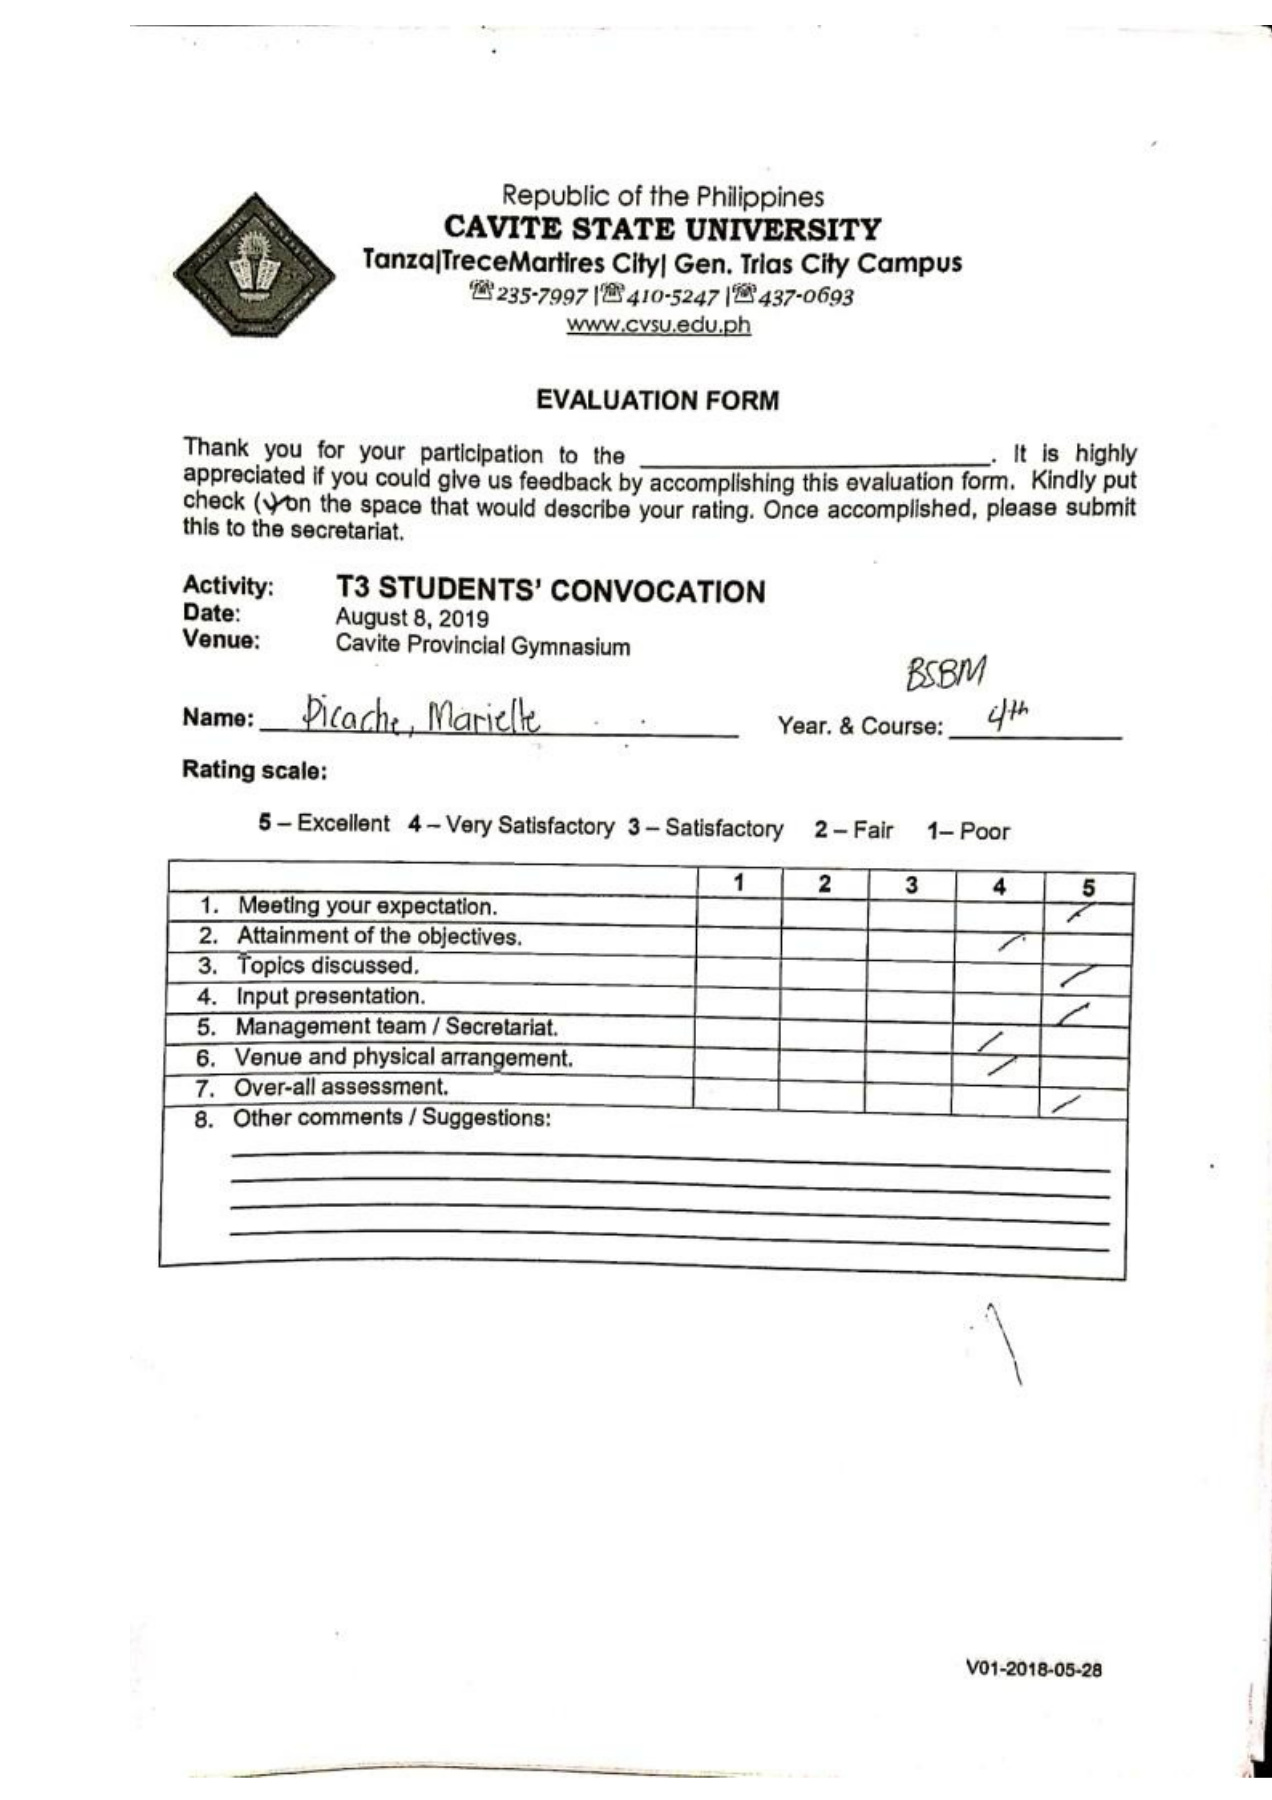 Republic of the Philippines
CAVITE STATE UNIVERSITY
Tanza|TreceMartires City| Gen. Trias City Campus
☏ 235-7997 |☏ 410-5247 |☏ 437-0693
www.cvsu.edu.ph
EVALUATION FORM
Thank you for your participation to the ______________________. It is highly
appreciated if you could give us feedback by accomplishing this evaluation form. Kindly put
check (✓) on the space that would describe your rating. Once accomplished, please submit
this to the secretariat.
Activity: T3 STUDENTS' CONVOCATION
Date: August 8, 2019
Venue: Cavite Provincial Gymnasium
BSBM
Name: Picache, Marielle Year. & Course: 4th
Rating scale:
5 – Excellent 4 – Very Satisfactory 3 – Satisfactory 2 – Fair 1– Poor
1 2 3 4 5
1. Meeting your expectation. /
2. Attainment of the objectives. /
3. Topics discussed. /
4. Input presentation. /
5. Management team / Secretariat. /
6. Venue and physical arrangement. /
7. Over-all assessment. /
8. Other comments / Suggestions:
V01-2018-05-28